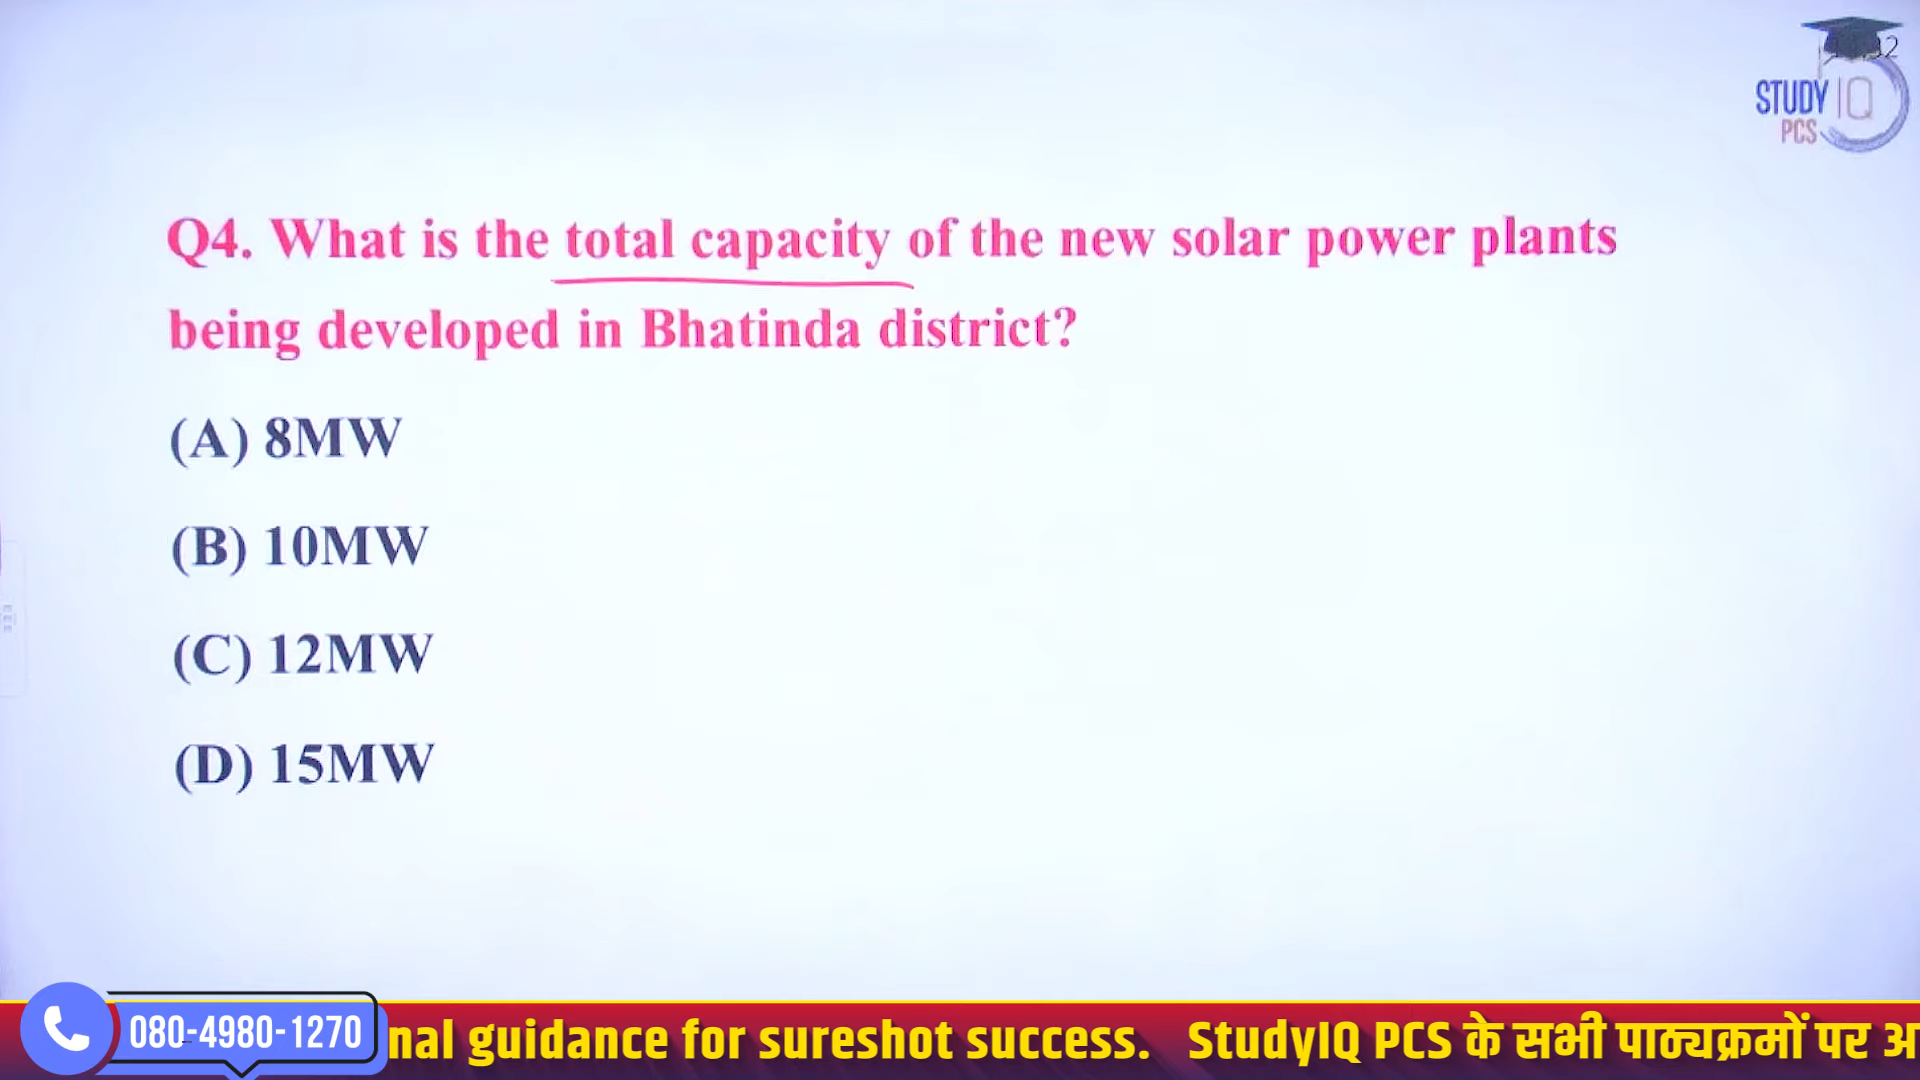 STUDY IQ
PCS
Q4. What is the total capacity of the new solar power plants
being developed in Bhatinda district?
(A) 8MW
(B) 10MW
(C) 12MW
(D) 15MW
080-4980-1270
nal guidance for sureshot success. StudyIQ PCS के सभी पाठ्यक्रमों पर अ